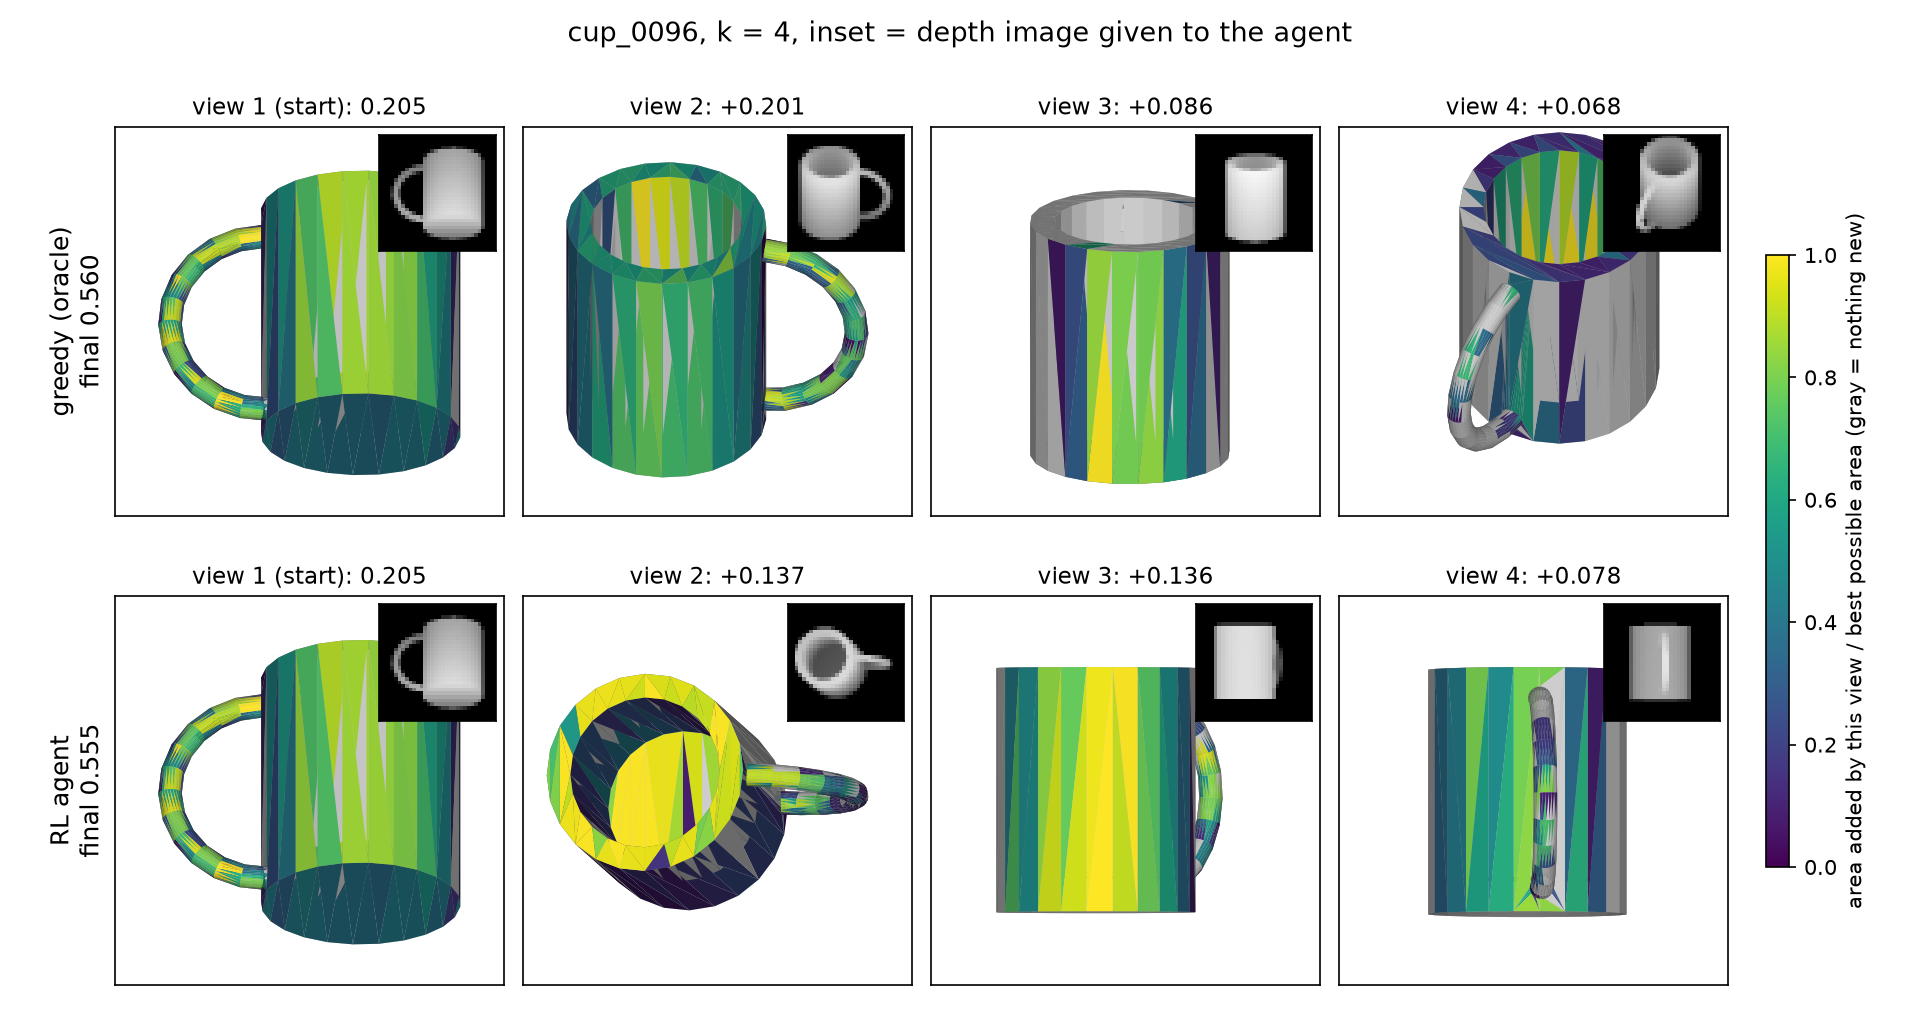 cup_0096, k = 4, inset = depth image given to the agent
view 1 (start): 0.205
view 2: +0.201
view 3: +0.086
view 4: +0.068
greedy (oracle)
final 0.560
view 1 (start): 0.205
view 2: +0.137
view 3: +0.136
view 4: +0.078
RL agent
final 0.555
1.0
0.8
0.6
0.4
0.2
0.0
area added by this view / best possible area (gray = nothing new)